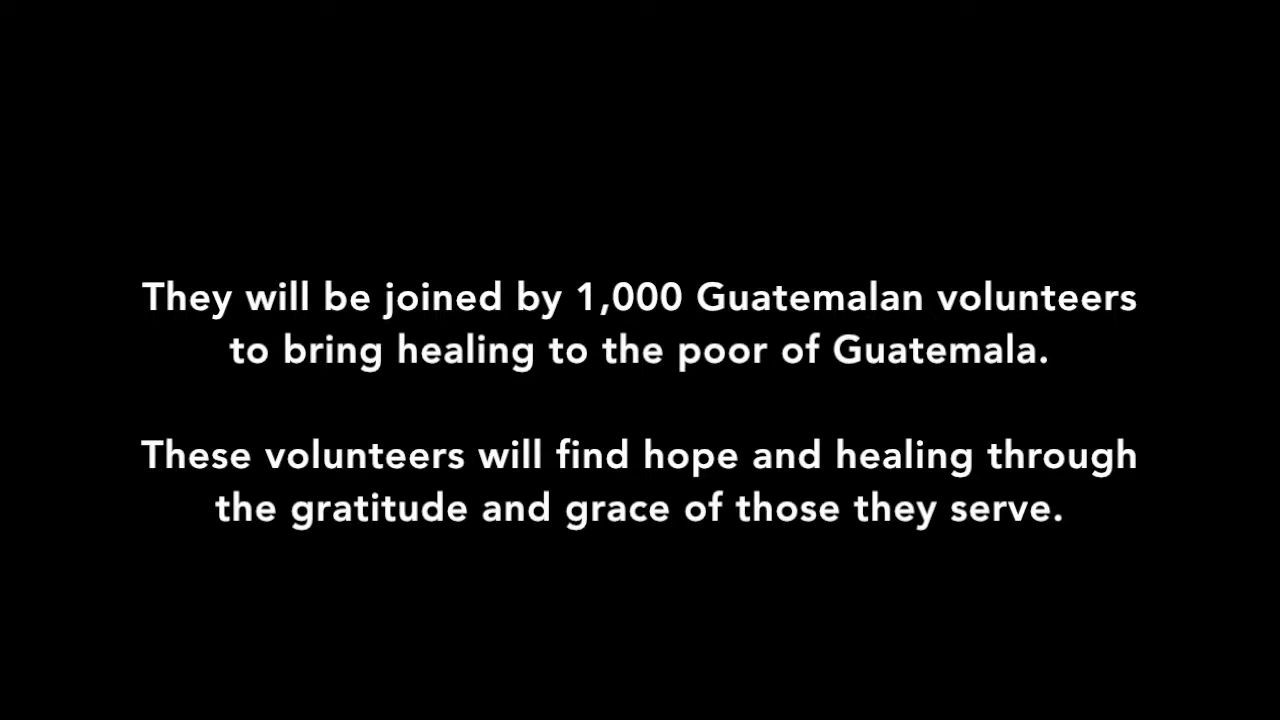 They will be joined by 1,000 Guatemalan volunteers
to bring healing to the poor of Guatemala.
These volunteers will find hope and healing through
the gratitude and grace of those they serve.